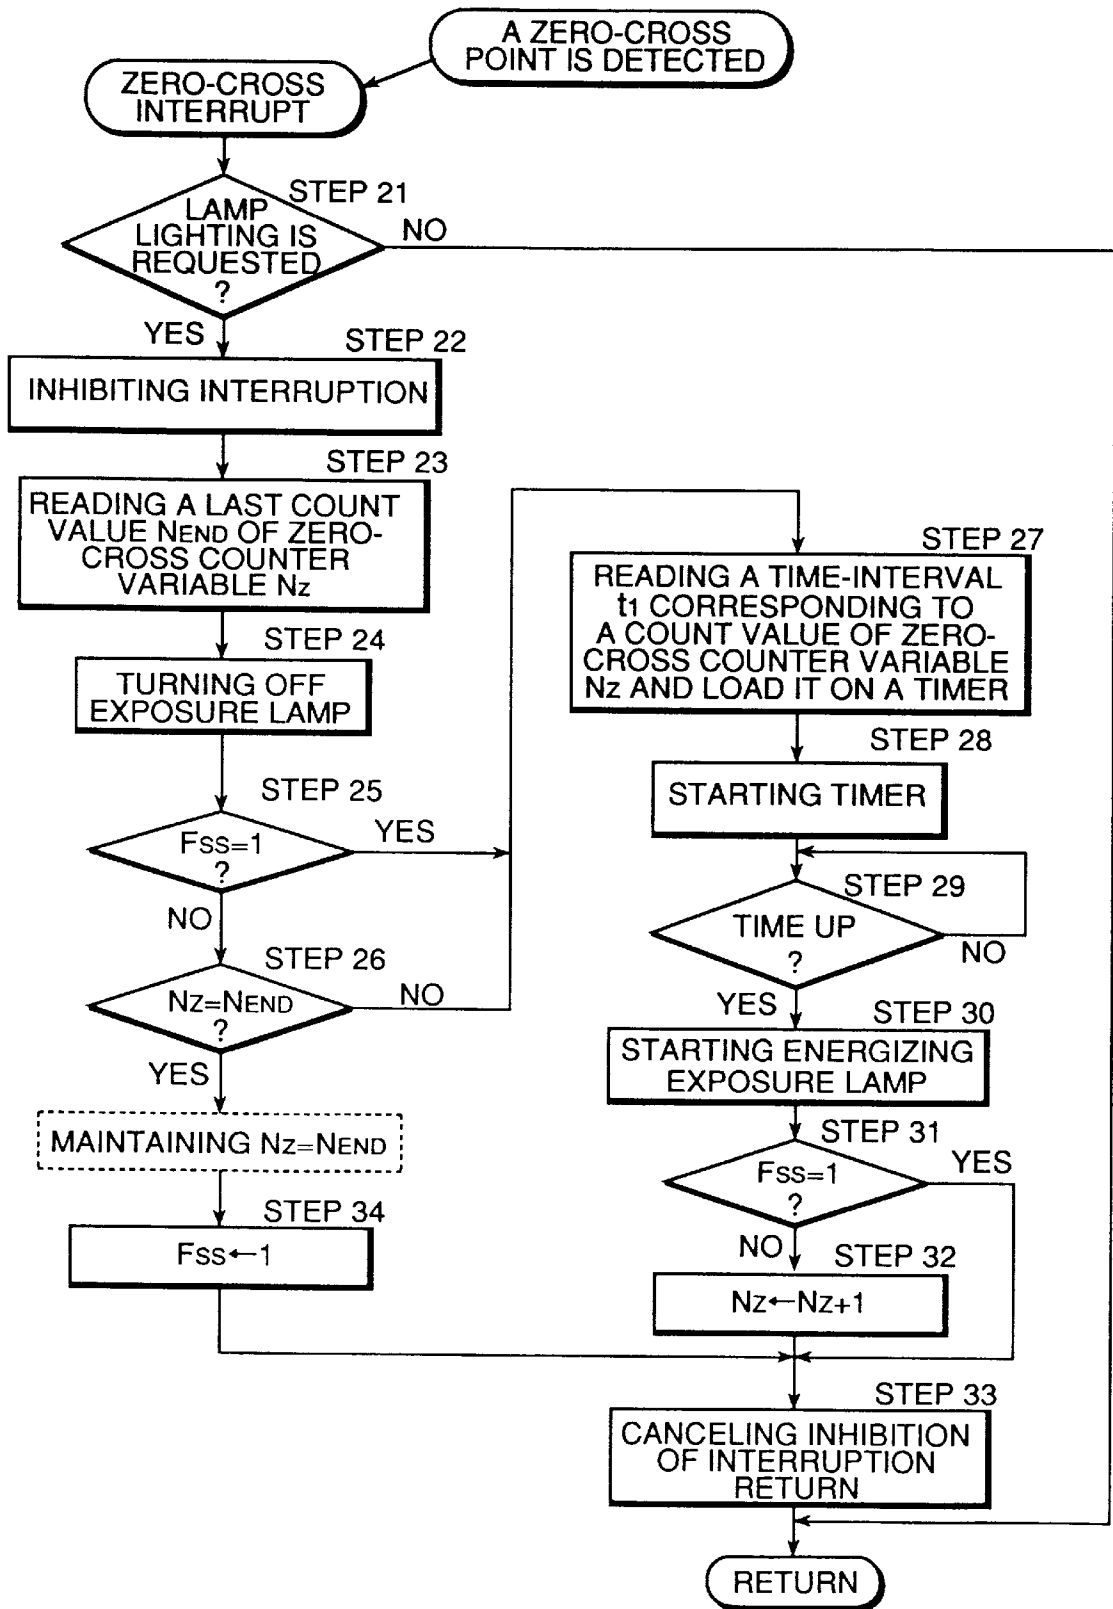 A ZERO-CROSS
POINT IS DETECTED
ZERO-CROSS
INTERRUPT
STEP 21
LAMP
LIGHTING IS
REQUESTED
?
NO
YES
STEP 22
INHIBITING INTERRUPTION
STEP 23
READING A LAST COUNT
VALUE NEND OF ZERO-
CROSS COUNTER
VARIABLE NZ
STEP 24
TURNING OFF
EXPOSURE LAMP
STEP 25
FSS=1
?
YES
NO
STEP 26
NZ=NEND
?
NO
YES
MAINTAINING NZ=NEND
STEP 34
FSS←1
STEP 27
READING A TIME-INTERVAL
t1 CORRESPONDING TO
A COUNT VALUE OF ZERO-
CROSS COUNTER VARIABLE
NZ AND LOAD IT ON A TIMER
STEP 28
STARTING TIMER
STEP 29
TIME UP
?
NO
YES
STEP 30
STARTING ENERGIZING
EXPOSURE LAMP
STEP 31
FSS=1
?
YES
NO
STEP 32
NZ←NZ+1
STEP 33
CANCELING INHIBITION
OF INTERRUPTION
RETURN
RETURN